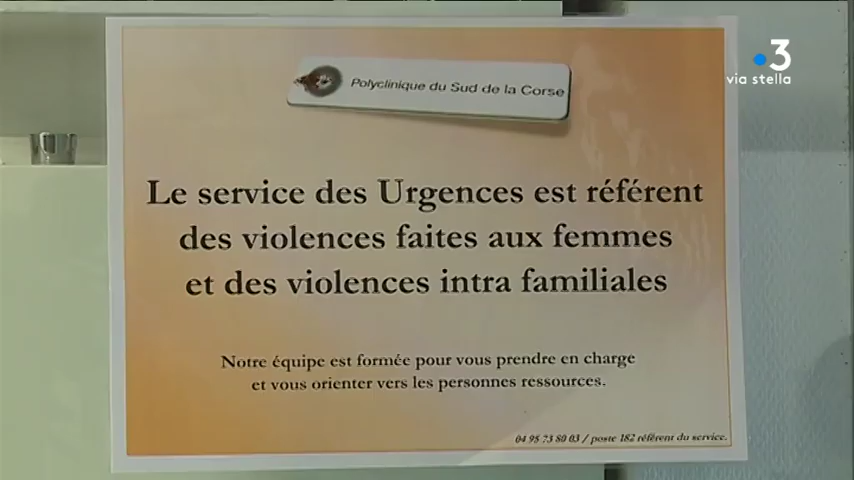 3
via stella
Polyclinique du Sud de la Corse
Le service des Urgences est référent
des violences faites aux femmes
et des violences intra familiales
Notre équipe est formée pour vous prendre en charge
et vous orienter vers les personnes ressources.
04 95 73 80 03 / poste 182 référent du service.